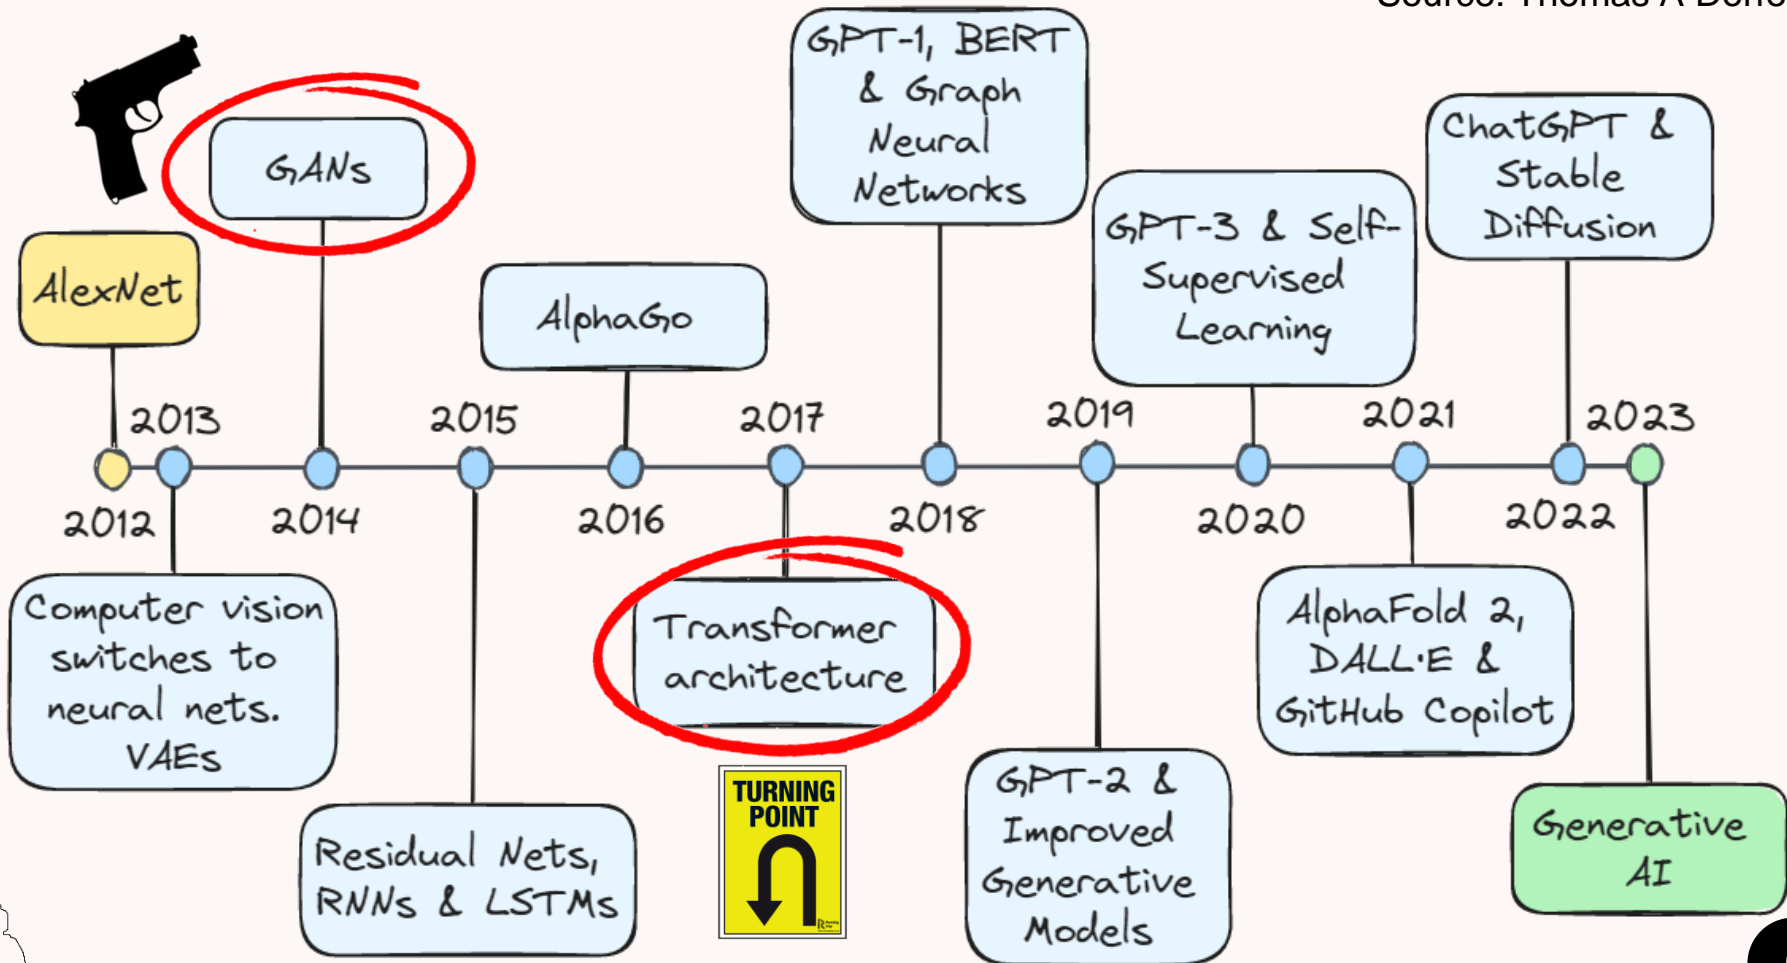 Source: Thomas A
GPT-1, BERT
& Graph
Neural
Networks
GANs
ChatGPT &
Stable
Diffusion
GPT-3 & Self-
Supervised
Learning
AlexNet
AlphaGo
2013
2015
2017
2019
2021
2023
2012
2014
2016
2018
2020
2022
Computer vision
switches to
neural nets.
VAEs
Transformer
architecture
AlphaFold 2,
DALL·E &
GitHub Copilot
TURNING
POINT
GPT-2 &
Improved
Generative
Models
Residual Nets,
RNNs & LSTMs
Generative
AI